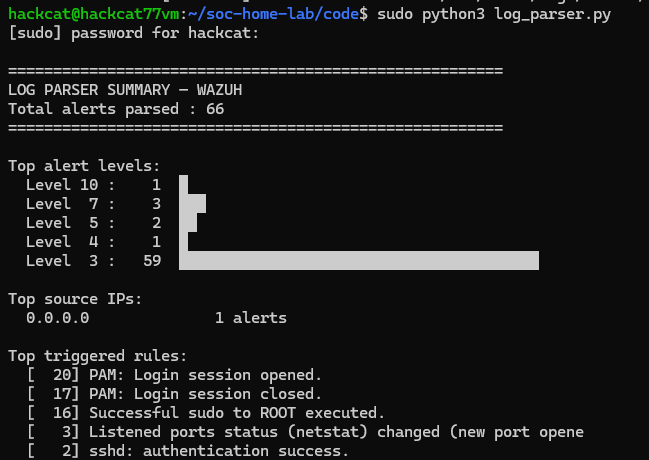 hackcat@hackcat77vm:~/soc-home-lab/code$ sudo python3 log_parser.py
[sudo] password for hackcat:
=======================================================
LOG PARSER SUMMARY — WAZUH
Total alerts parsed : 66
=======================================================
Top alert levels:
Level 10 : 1
Level 7 : 3
Level 5 : 2
Level 4 : 1
Level 3 : 59
Top source IPs:
0.0.0.0 1 alerts
Top triggered rules:
[ 20] PAM: Login session opened.
[ 17] PAM: Login session closed.
[ 16] Successful sudo to ROOT executed.
[ 3] Listened ports status (netstat) changed (new port opene
[ 2] sshd: authentication success.